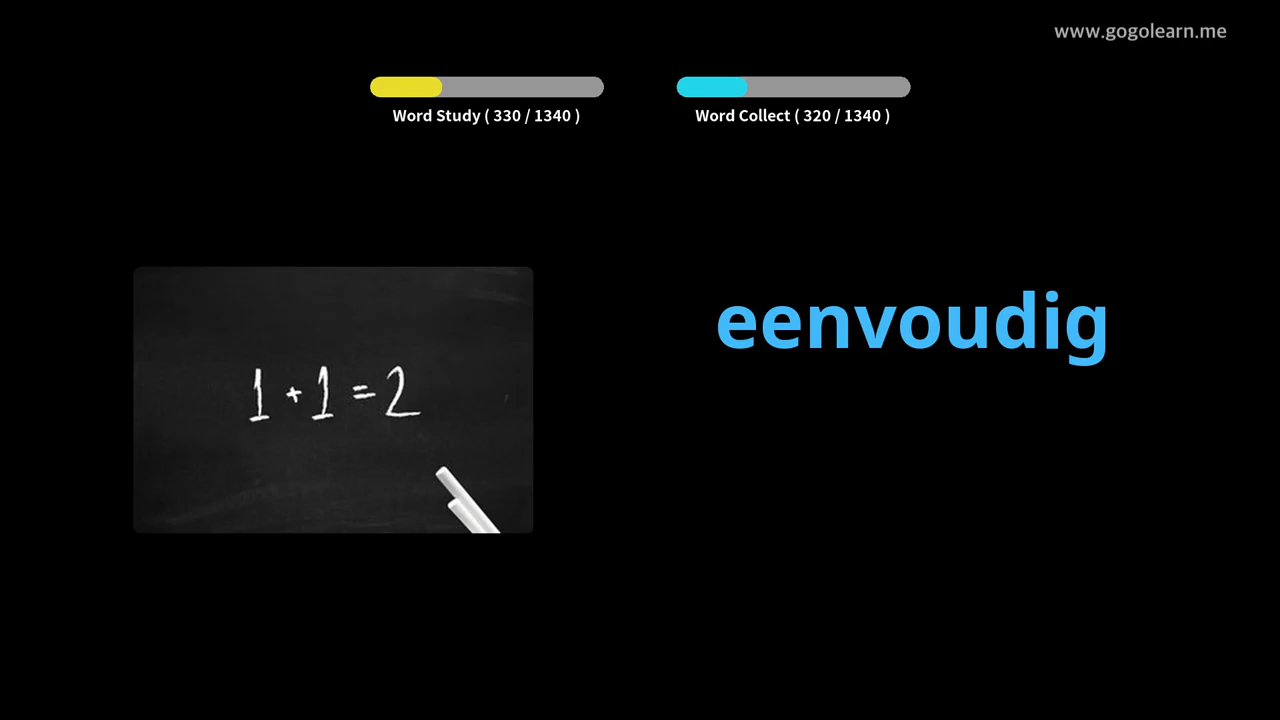 www.gogolearn.me
Word Study ( 330 / 1340 )
Word Collect ( 320 / 1340 )
1 + 1 = 2
eenvoudig